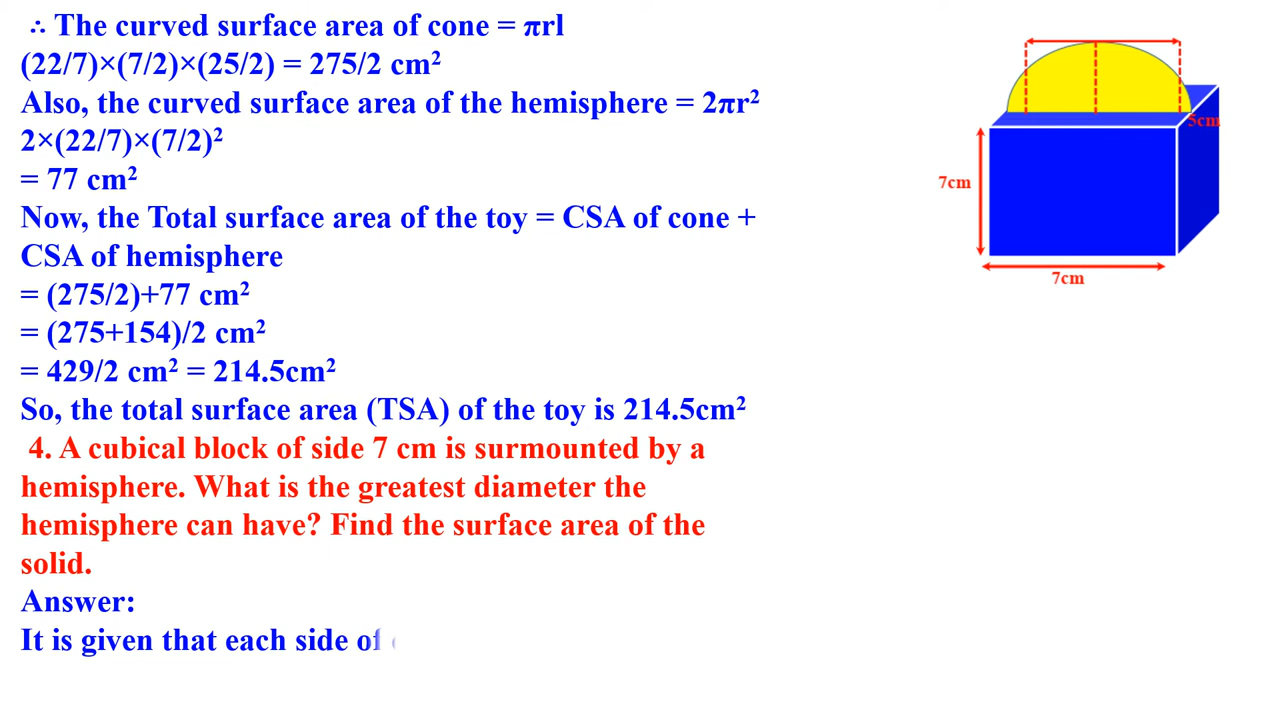 ∴ The curved surface area of cone = πrl
(22/7)×(7/2)×(25/2) = 275/2 cm²
Also, the curved surface area of the hemisphere = 2πr²
2×(22/7)×(7/2)²
= 77 cm²
Now, the Total surface area of the toy = CSA of cone +
CSA of hemisphere
= (275/2)+77 cm²
= (275+154)/2 cm²
= 429/2 cm² = 214.5cm²
So, the total surface area (TSA) of the toy is 214.5cm²
4. A cubical block of side 7 cm is surmounted by a
hemisphere. What is the greatest diameter the
hemisphere can have? Find the surface area of the
solid.
Answer:
It is given that each side of
5cm
7cm
7cm